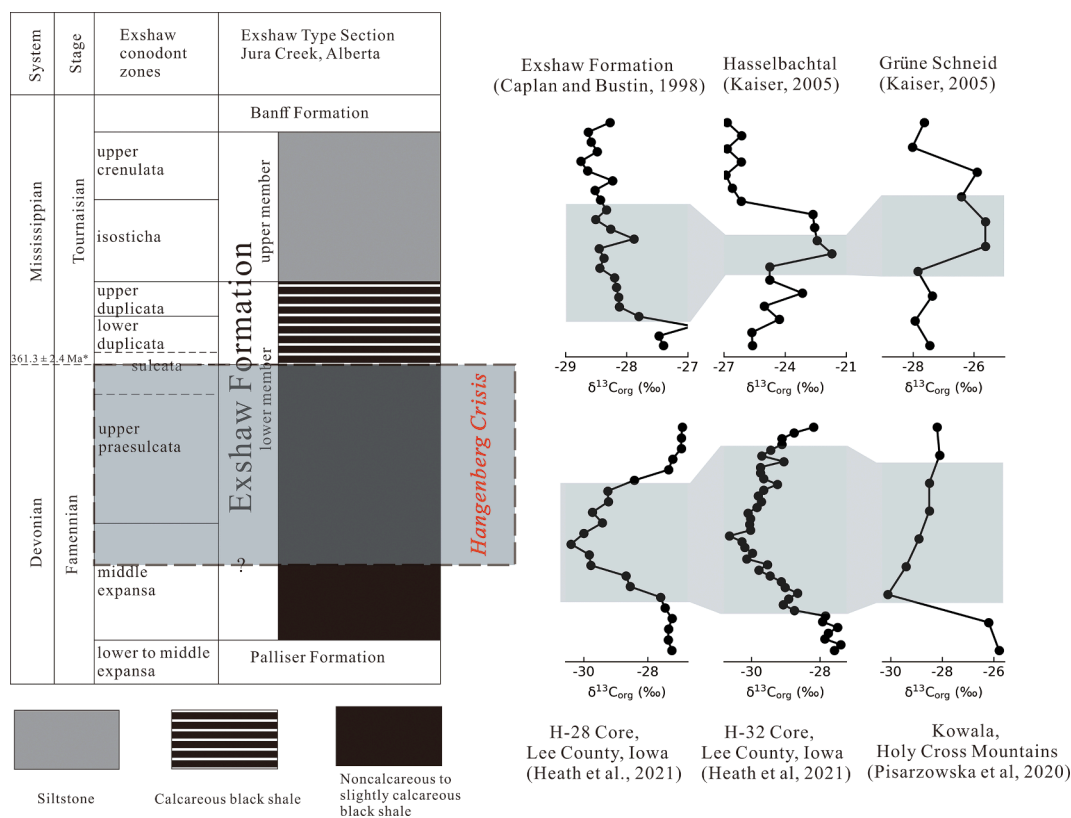 System
Stage
Exshaw
conodont
zones
Exshaw Type Section
Jura Creek, Alberta
Banff Formation
Mississippian
Tournaisian
upper
crenulata
isosticha
upper
duplicata
lower
duplicata
361.3 ± 2.4 Ma*
sulcata
upper
praesulcata
Devonian
Famennian
middle
expansa
lower to middle
expansa
Exshaw Formation
upper member
lower member
?
Hangenberg Crisis
Palliser Formation
Siltstone
Calcareous black shale
Noncalcareous to
slightly calcareous
black shale
Exshaw Formation
(Caplan and Bustin, 1998)
-29 -28 -27
δ¹³Corg (‰)
Hasselbachtal
(Kaiser, 2005)
-27 -25 -23 -21
δ¹³Corg (‰)
Grüne Schneid
(Kaiser, 2005)
-28 -26
δ¹³Corg (‰)
-30 -28
δ¹³Corg (‰)
H-28 Core,
Lee County, Iowa
(Heath et al., 2021)
-30 -28
δ¹³Corg (‰)
H-32 Core,
Lee County, Iowa
(Heath et al, 2021)
-30 -28 -26
δ¹³Corg (‰)
Kowala,
Holy Cross Mountains
(Pisarzowska et al, 2020)